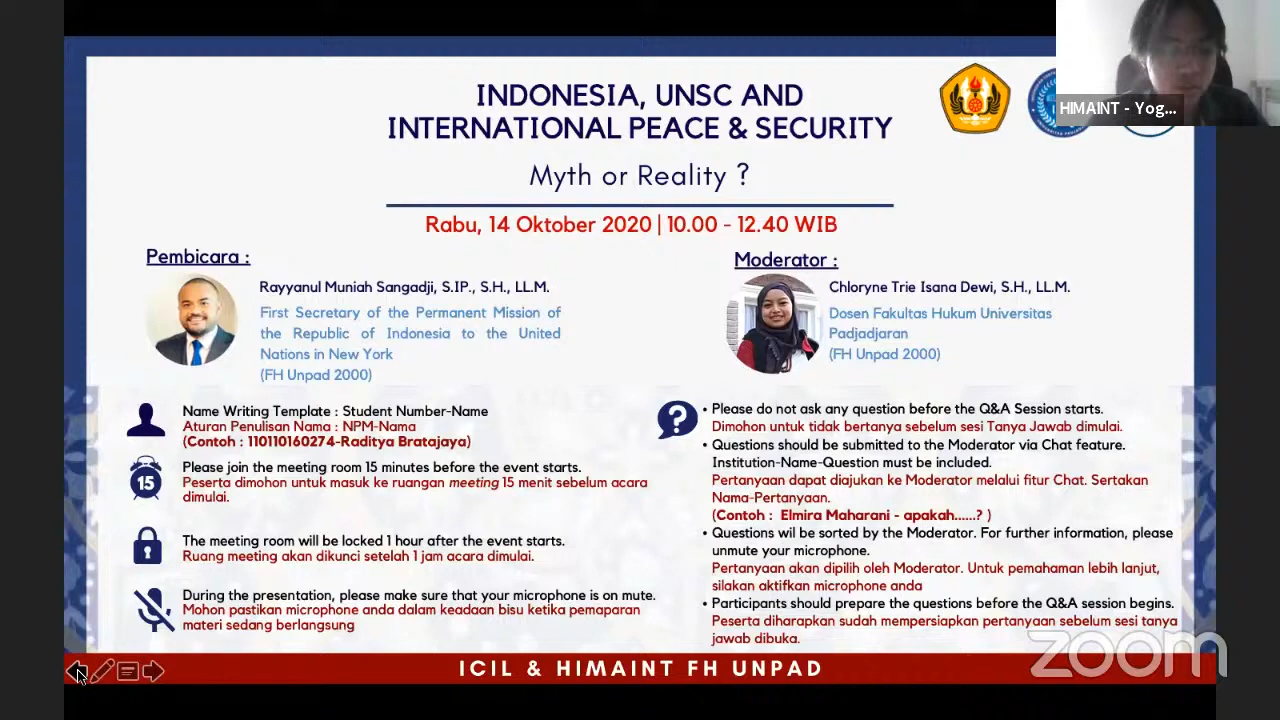 INDONESIA, UNSC AND
INTERNATIONAL PEACE & SECURITY
Myth or Reality ?
Rabu, 14 Oktober 2020 | 10.00 - 12.40 WIB
HIMAINT - Yog...
Pembicara :
Rayyanul Muniah Sangadji, S.IP., S.H., LL.M.
First Secretary of the Permanent Mission of
the Republic of Indonesia to the United
Nations in New York
(FH Unpad 2000)
Moderator :
Chloryne Trie Isana Dewi, S.H., LL.M.
Dosen Fakultas Hukum Universitas
Padjadjaran
(FH Unpad 2000)
Name Writing Template : Student Number-Name
Aturan Penulisan Nama : NPM-Nama
(Contoh : 110110160274-Raditya Bratajaya)
15
Please join the meeting room 15 minutes before the event starts.
Peserta dimohon untuk masuk ke ruangan meeting 15 menit sebelum acara
dimulai.
The meeting room will be locked 1 hour after the event starts.
Ruang meeting akan dikunci setelah 1 jam acara dimulai.
During the presentation, please make sure that your microphone is on mute.
Mohon pastikan microphone anda dalam keadaan bisu ketika pemaparan
materi sedang berlangsung
?
• Please do not ask any question before the Q&A Session starts.
Dimohon untuk tidak bertanya sebelum sesi Tanya Jawab dimulai.
• Questions should be submitted to the Moderator via Chat feature.
Institution-Name-Question must be included.
Pertanyaan dapat diajukan ke Moderator melalui fitur Chat. Sertakan
Nama-Pertanyaan.
(Contoh : Elmira Maharani - apakah......? )
• Questions will be sorted by the Moderator. For further information, please
unmute your microphone.
Pertanyaan akan dipilih oleh Moderator. Untuk pemahaman lebih lanjut,
silakan aktifkan microphone anda
• Participants should prepare the questions before the Q&A session begins.
Peserta diharapkan sudah mempersiapkan pertanyaan sebelum sesi tanya
jawab dibuka.
zoom
ICIL & HIMAINT FH UNPAD